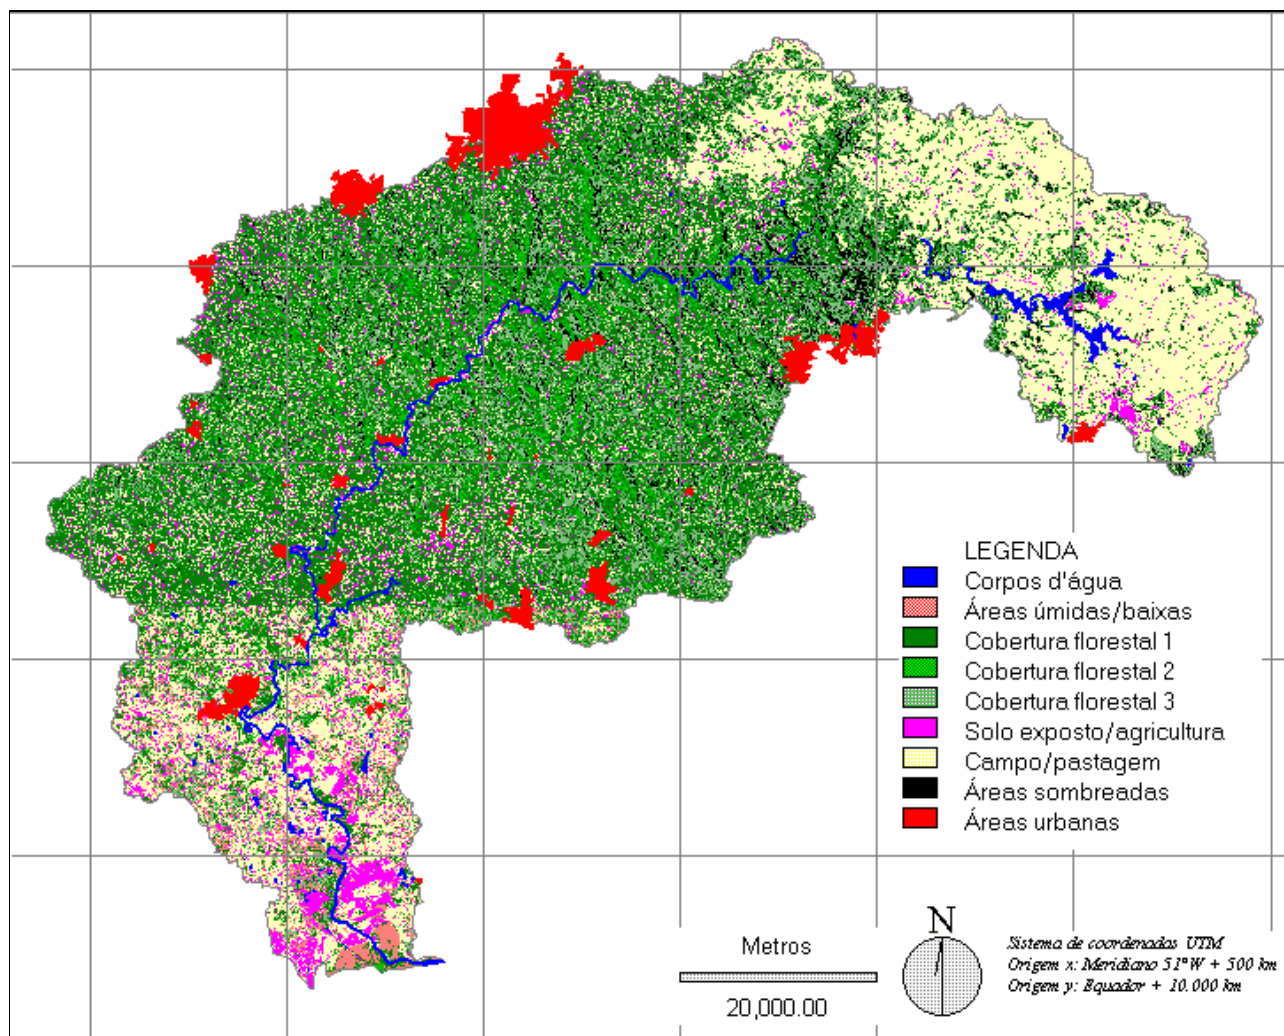 LEGENDA
Corpos d'água
Áreas úmidas/baixas
Cobertura florestal 1
Cobertura florestal 2
Cobertura florestal 3
Solo exposto/agricultura
Campo/pastagem
Áreas sombreadas
Áreas urbanas
Metros
20,000.00
N
Sistema de coordenadas UTM
Origem x: Meridiano 51°W + 500 km
Origem y: Equador + 10.000 km